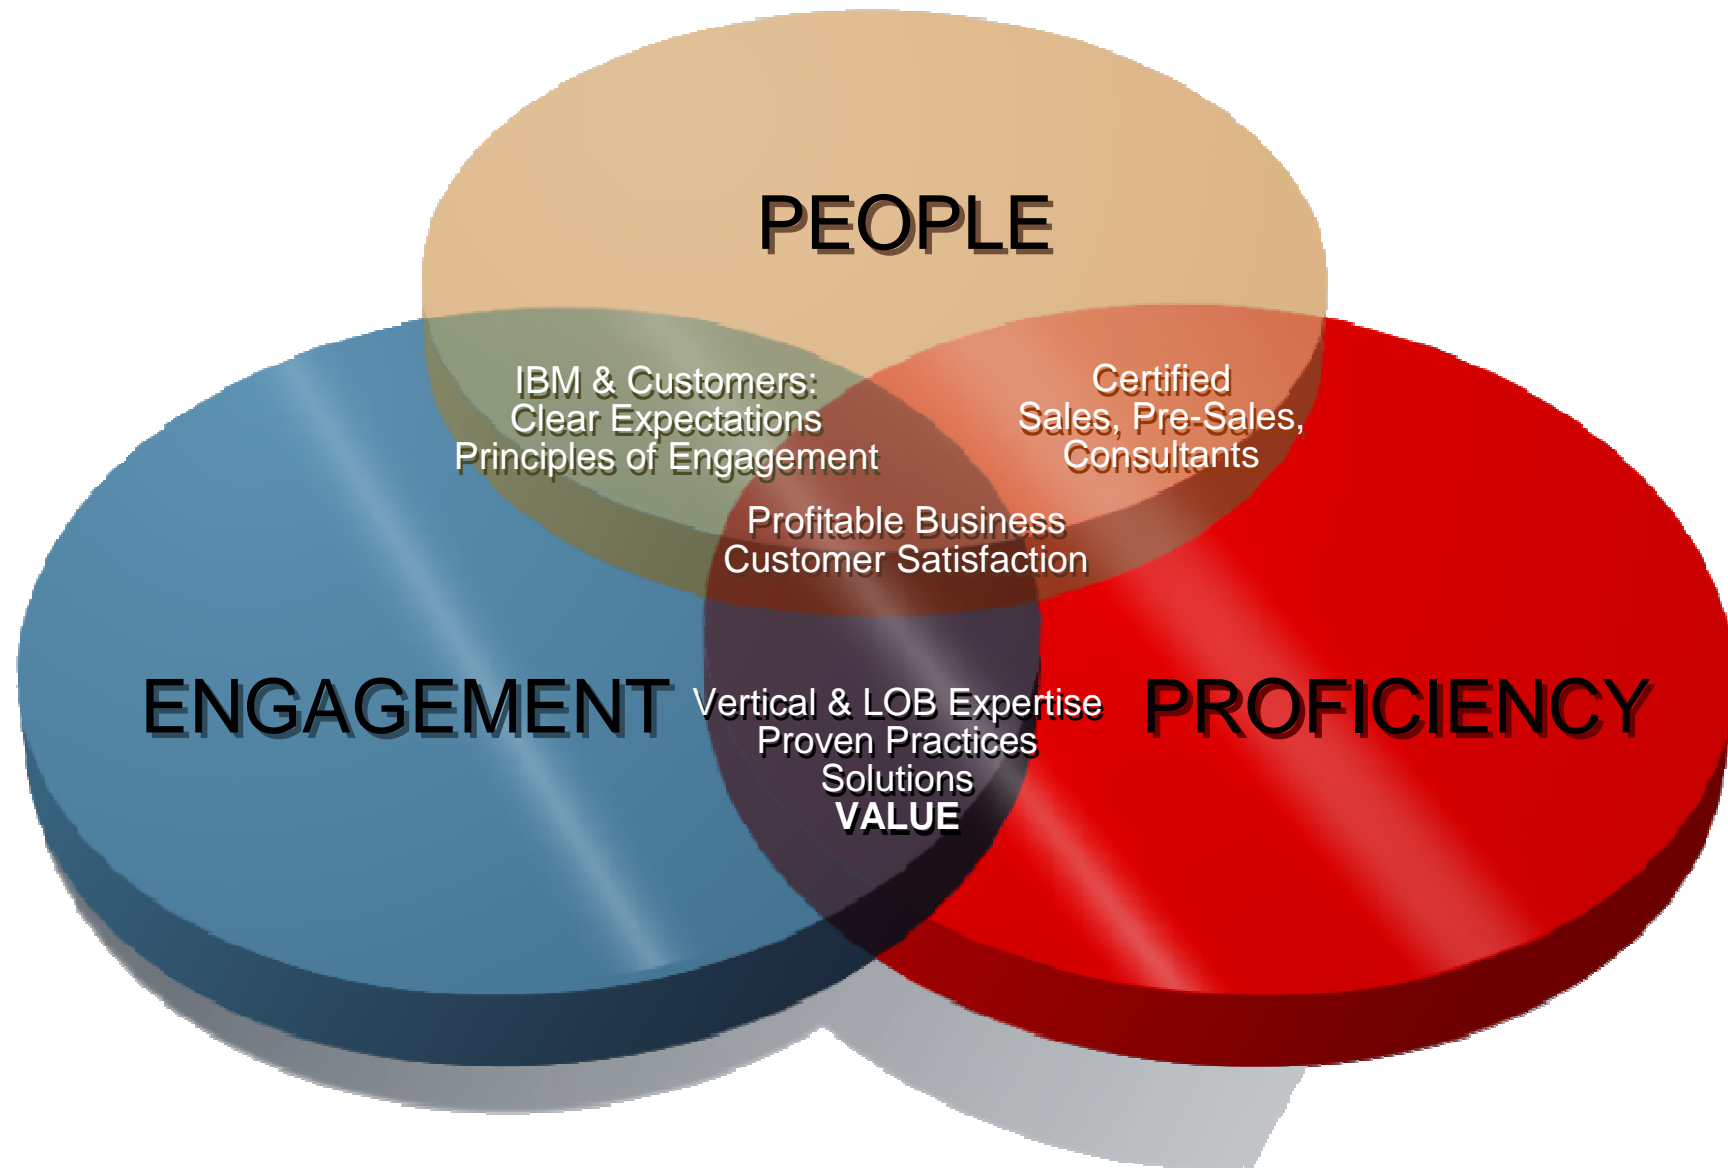 PEOPLE
IBM & Customers:
Clear Expectations
Principles of Engagement
Certified
Sales, Pre-Sales,
Consultants
Profitable Business
Customer Satisfaction
ENGAGEMENT
Vertical & LOB Expertise
Proven Practices
Solutions
VALUE
PROFICIENCY